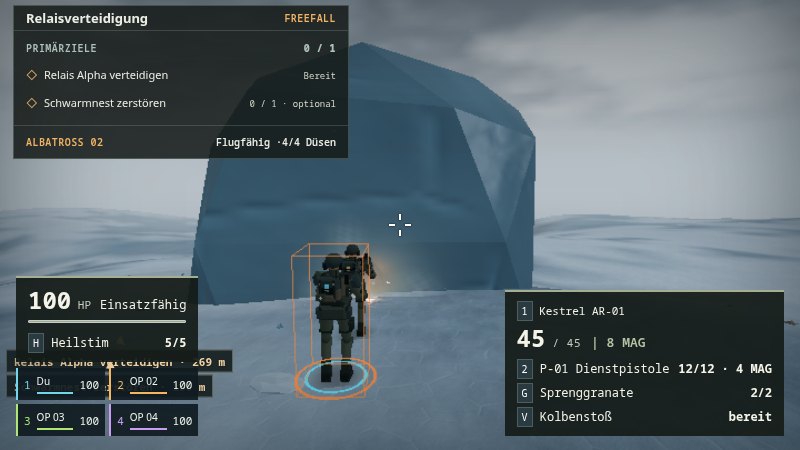 Relaisverteidigung FREEFALL
PRIMÄRZIELE 0 / 1
Relais Alpha verteidigen Bereit
Schwarmnest zerstören 0 / 1 · optional
ALBATROSS 02 Flugfähig ·4/4 Düsen
100 HP Einsatzfähig
H Heilstim 5/5
Relais Alpha verteidigen · 269 m
1 Du 100 2 OP 02 100 m
3 OP 03 100 4 OP 04 100
1 Kestrel AR-01
45 / 45 | 8 MAG
2 P-01 Dienstpistole 12/12 · 4 MAG
G Sprenggranate 2/2
V Kolbenstoß bereit